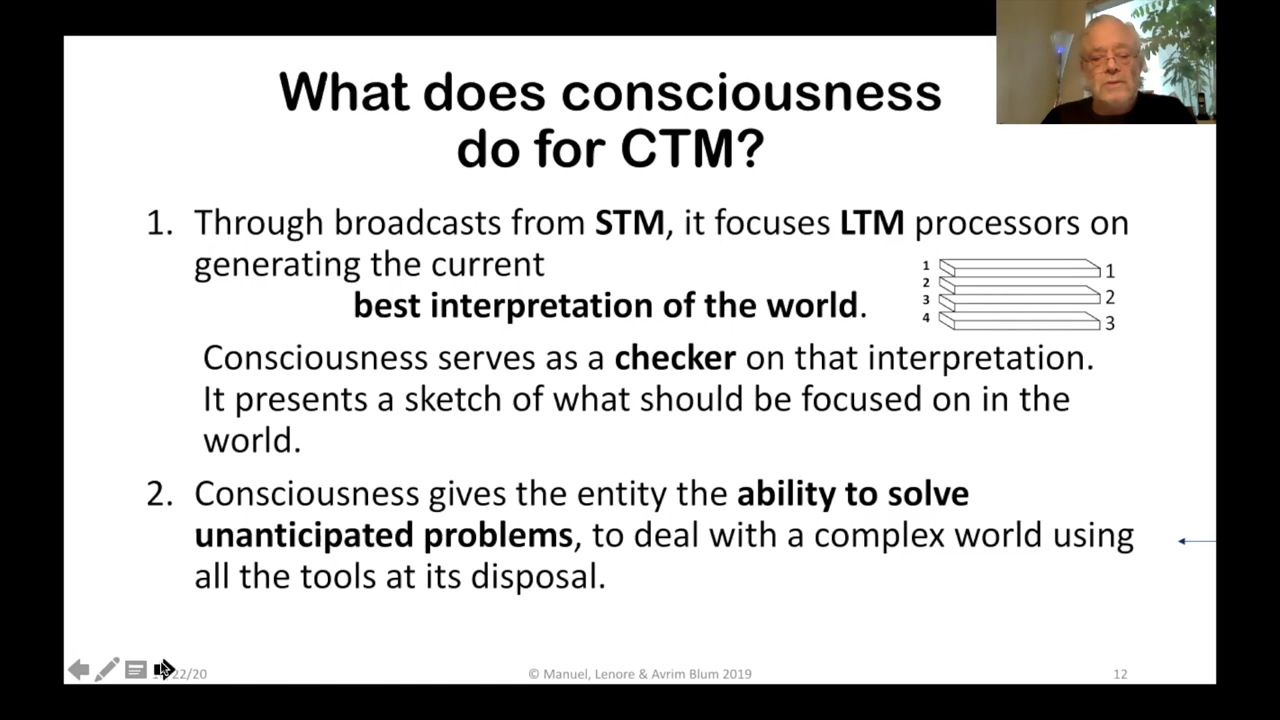 What does consciousness
do for CTM?
1. Through broadcasts from STM, it focuses LTM processors on
generating the current
best interpretation of the world.
1
2
3
4
1
2
3
Consciousness serves as a checker on that interpretation.
It presents a sketch of what should be focused on in the
world.
2. Consciousness gives the entity the ability to solve
unanticipated problems, to deal with a complex world using
all the tools at its disposal.
22/20
© Manuel, Lenore & Avrim Blum 2019
12